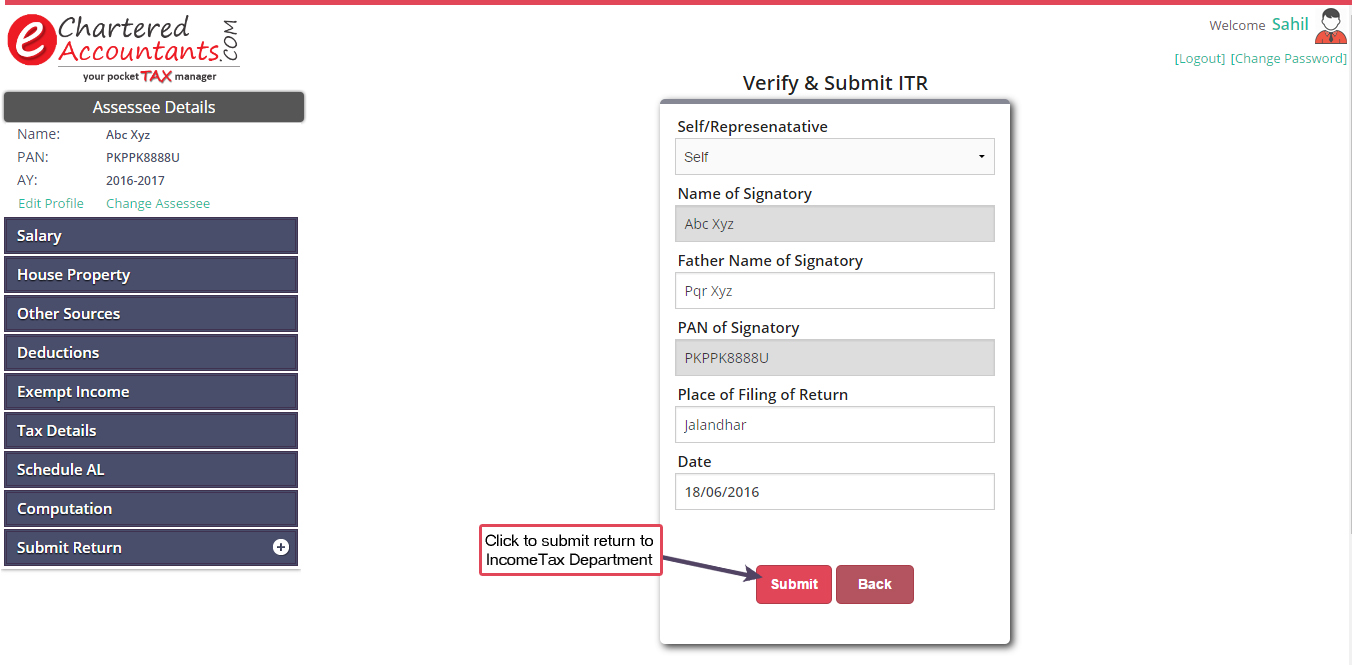 e Chartered
Accountants.COM
your pocket TAX manager
Welcome Sahil
[Logout] [Change Password]
Assessee Details
Name: Abc Xyz
PAN: PKPPK8888U
AY: 2016-2017
Edit Profile Change Assessee
Salary
House Property
Other Sources
Deductions
Exempt Income
Tax Details
Schedule AL
Computation
Submit Return
Verify & Submit ITR
Self/Represenatative
Self
Name of Signatory
Abc Xyz
Father Name of Signatory
Pqr Xyz
PAN of Signatory
PKPPK8888U
Place of Filing of Return
Jalandhar
Date
18/06/2016
Click to submit return to
IncomeTax Department
Submit Back